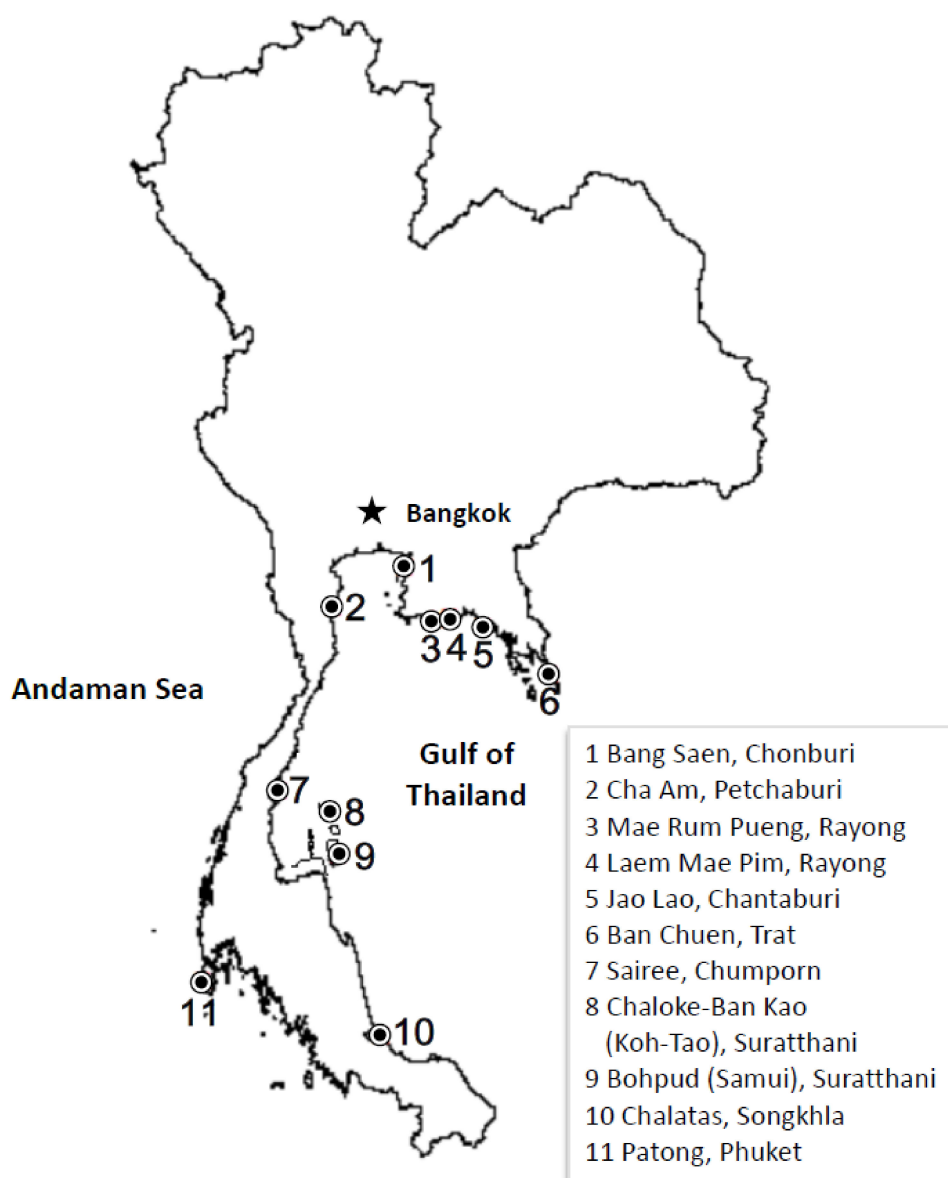 Bangkok
1
2
3
4
5
6
Andaman Sea
Gulf of
Thailand
7
8
9
10
11
1 Bang Saen, Chonburi
2 Cha Am, Petchaburi
3 Mae Rum Pueng, Rayong
4 Laem Mae Pim, Rayong
5 Jao Lao, Chantaburi
6 Ban Chuen, Trat
7 Sairee, Chumporn
8 Chaloke-Ban Kao
(Koh-Tao), Suratthani
9 Bohpud (Samui), Suratthani
10 Chalatas, Songkhla
11 Patong, Phuket